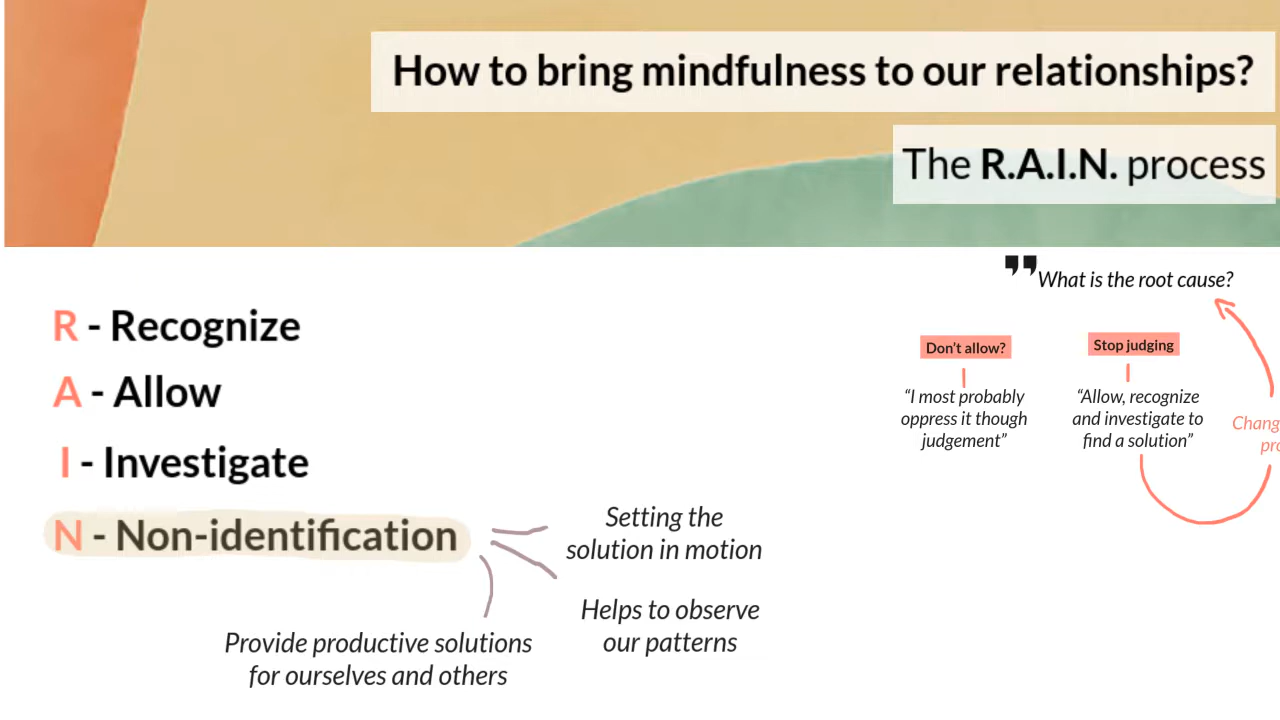 How to bring mindfulness to our relationships?
The R.A.I.N. process
R - Recognize
A - Allow
I - Investigate
N - Non-identification
Setting the
solution in motion
Helps to observe
our patterns
Provide productive solutions
for ourselves and others
❞What is the root cause?
Don't allow?
“I most probably
oppress it though
judgement”
Stop judging
“Allow, recognize
and investigate to
find a solution”